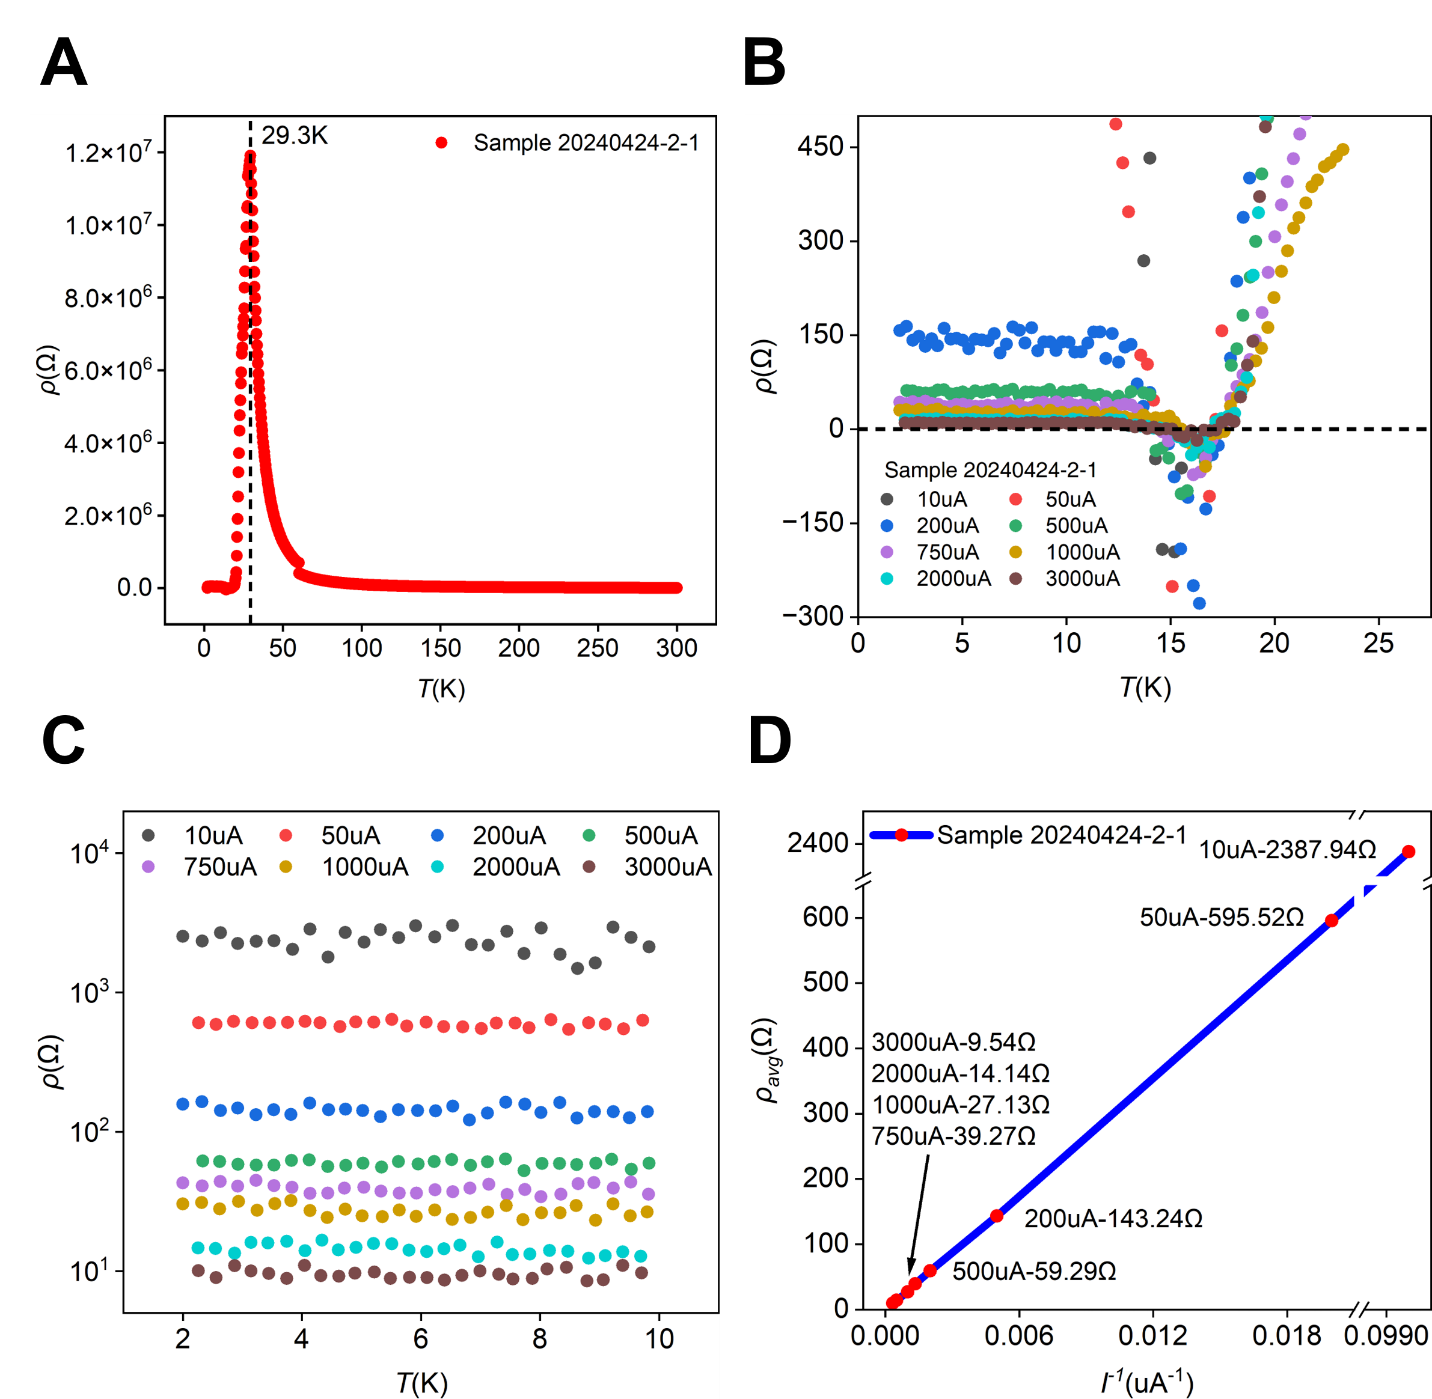 A
29.3K
Sample 20240424-2-1
1.2×10⁷
1.0×10⁷
8.0×10⁶
6.0×10⁶
4.0×10⁶
2.0×10⁶
0.0
ρ(Ω)
0 50 100 150 200 250 300
T(K)
B
450
300
150
0
−150
−300
ρ(Ω)
Sample 20240424-2-1
10uA 50uA
200uA 500uA
750uA 1000uA
2000uA 3000uA
0 5 10 15 20 25
T(K)
C
10uA 50uA 200uA 500uA
750uA 1000uA 2000uA 3000uA
10⁴
10³
10²
10¹
ρ(Ω)
2 4 6 8 10
T(K)
D
Sample 20240424-2-1
10uA-2387.94Ω
50uA-595.52Ω
3000uA-9.54Ω
2000uA-14.14Ω
1000uA-27.13Ω
750uA-39.27Ω
200uA-143.24Ω
500uA-59.29Ω
2400
600
500
400
300
200
100
0
ρavg(Ω)
0.000 0.006 0.012 0.018 0.0990
I⁻¹(uA⁻¹)